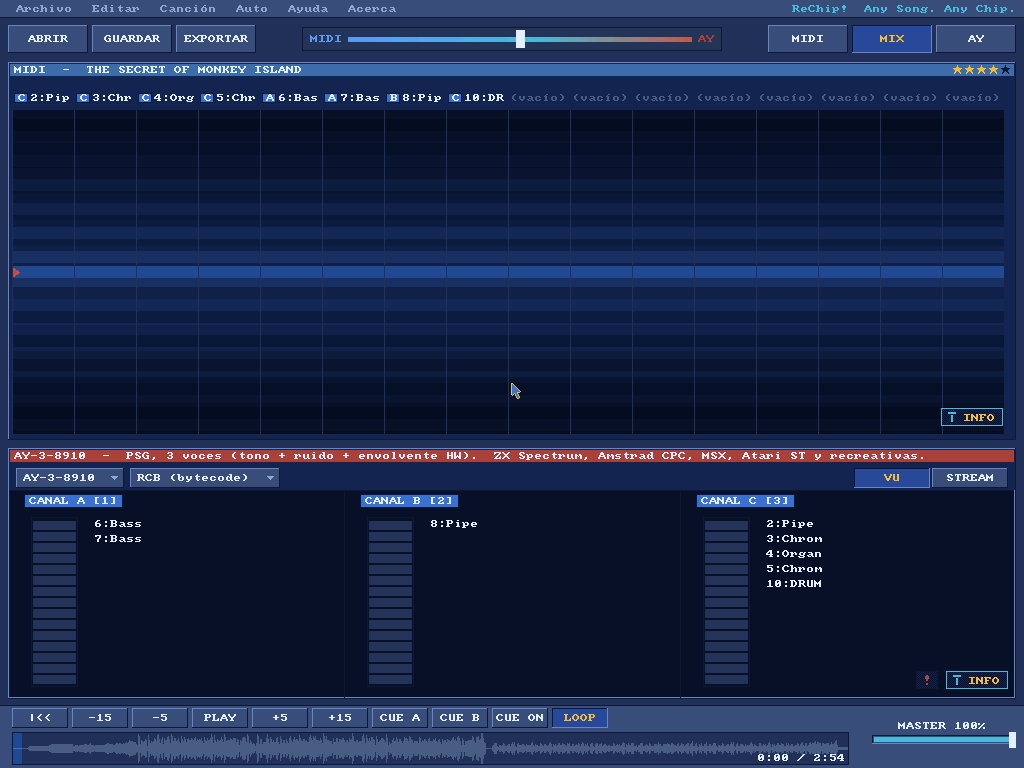 Archivo Editar Canción Auto Ayuda Acerca ReChip! Any Song. Any Chip.
ABRIR GUARDAR EXPORTAR MIDI AY MIDI MIX AY
MIDI - THE SECRET OF MONKEY ISLAND
C 2:Pip C 3:Chr C 4:Org C 5:Chr A 6:Bas A 7:Bas B 8:Pip C 10:DR (vacío) (vacío) (vacío) (vacío) (vacío) (vacío) (vacío) (vacío)
T INFO
AY-3-8910 - PSG, 3 voces (tono + ruido + envolvente HW). ZX Spectrum, Amstrad CPC, MSX, Atari ST y recreativas.
AY-3-8910 RCB (bytecode) VU STREAM
CANAL A [1] CANAL B [2] CANAL C [3]
6:Bass 8:Pipe 2:Pipe
7:Bass 3:Chrom
4:Organ
5:Chrom
10:DRUM
! T INFO
|<< -15 -5 PLAY +5 +15 CUE A CUE B CUE ON LOOP
MASTER 100%
0:00 / 2:54